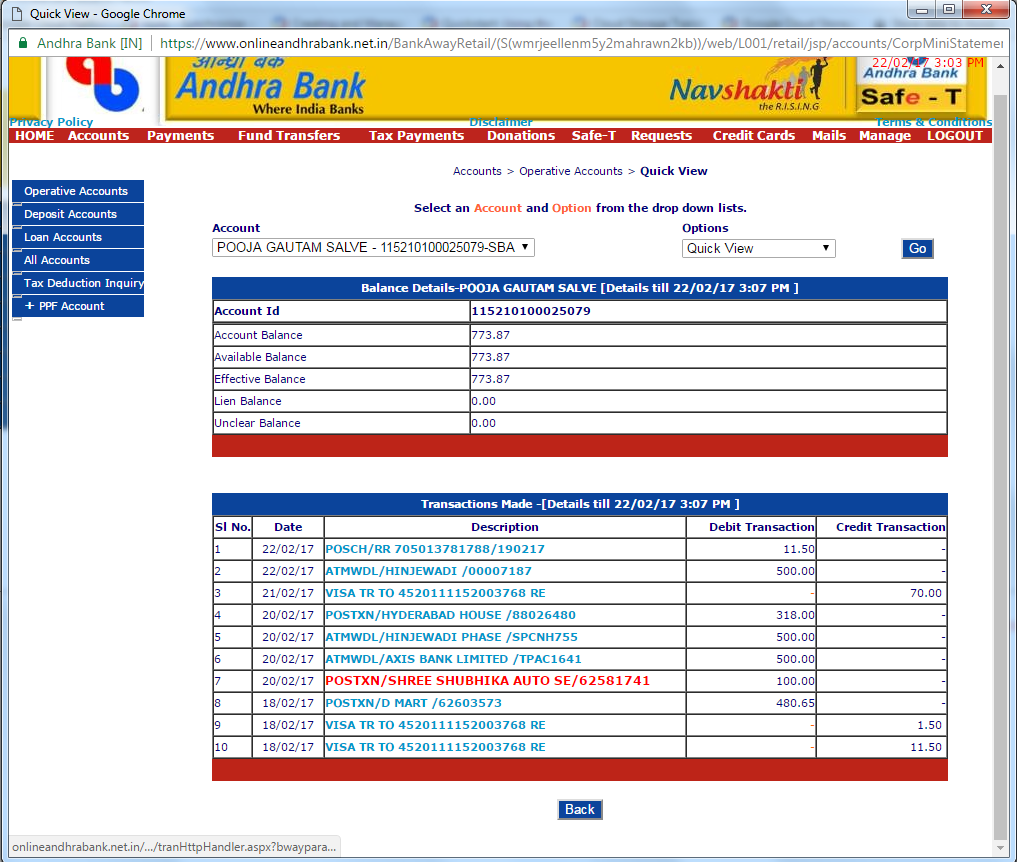 Quick View - Google Chrome
Andhra Bank [IN] https://www.onlineandhrabank.net.in/BankAwayRetail/(S(wmrjeellenm5y2mahrawn2kb))/web/L001/retail/jsp/accounts/CorpMiniStatemen
22/02/17 3:03 PM
आन्ध्रा बैंक
Andhra Bank
Where India Banks
Navshakti
the R.I.S.I.N.G
Andhra Bank
Safe - T
Privacy Policy Disclaimer Terms & Conditions
HOME Accounts Payments Fund Transfers Tax Payments Donations Safe-T Requests Credit Cards Mails Manage LOGOUT
Accounts > Operative Accounts > Quick View
Operative Accounts
Deposit Accounts
Loan Accounts
All Accounts
Tax Deduction Inquiry
+ PPF Account
Select an Account and Option from the drop down lists.
Account Options
POOJA GAUTAM SALVE - 115210100025079-SBA Quick View Go
Balance Details-POOJA GAUTAM SALVE [Details till 22/02/17 3:07 PM ]
Account Id 115210100025079
Account Balance 773.87
Available Balance 773.87
Effective Balance 773.87
Lien Balance 0.00
Unclear Balance 0.00
Transactions Made -[Details till 22/02/17 3:07 PM ]
Sl No. Date Description Debit Transaction Credit Transaction
1 22/02/17 POSCH/RR 705013781788/190217 11.50 -
2 22/02/17 ATMWDL/HINJEWADI /00007187 500.00 -
3 21/02/17 VISA TR TO 4520111152003768 RE - 70.00
4 20/02/17 POSTXN/HYDERABAD HOUSE /88026480 318.00 -
5 20/02/17 ATMWDL/HINJEWADI PHASE /SPCNH755 500.00 -
6 20/02/17 ATMWDL/AXIS BANK LIMITED /TPAC1641 500.00 -
7 20/02/17 POSTXN/SHREE SHUBHIKA AUTO SE/62581741 100.00 -
8 18/02/17 POSTXN/D MART /62603573 480.65 -
9 18/02/17 VISA TR TO 4520111152003768 RE - 1.50
10 18/02/17 VISA TR TO 4520111152003768 RE - 11.50
Back
onlineandhrabank.net.in/.../tranHttpHandler.aspx?bwaypara...